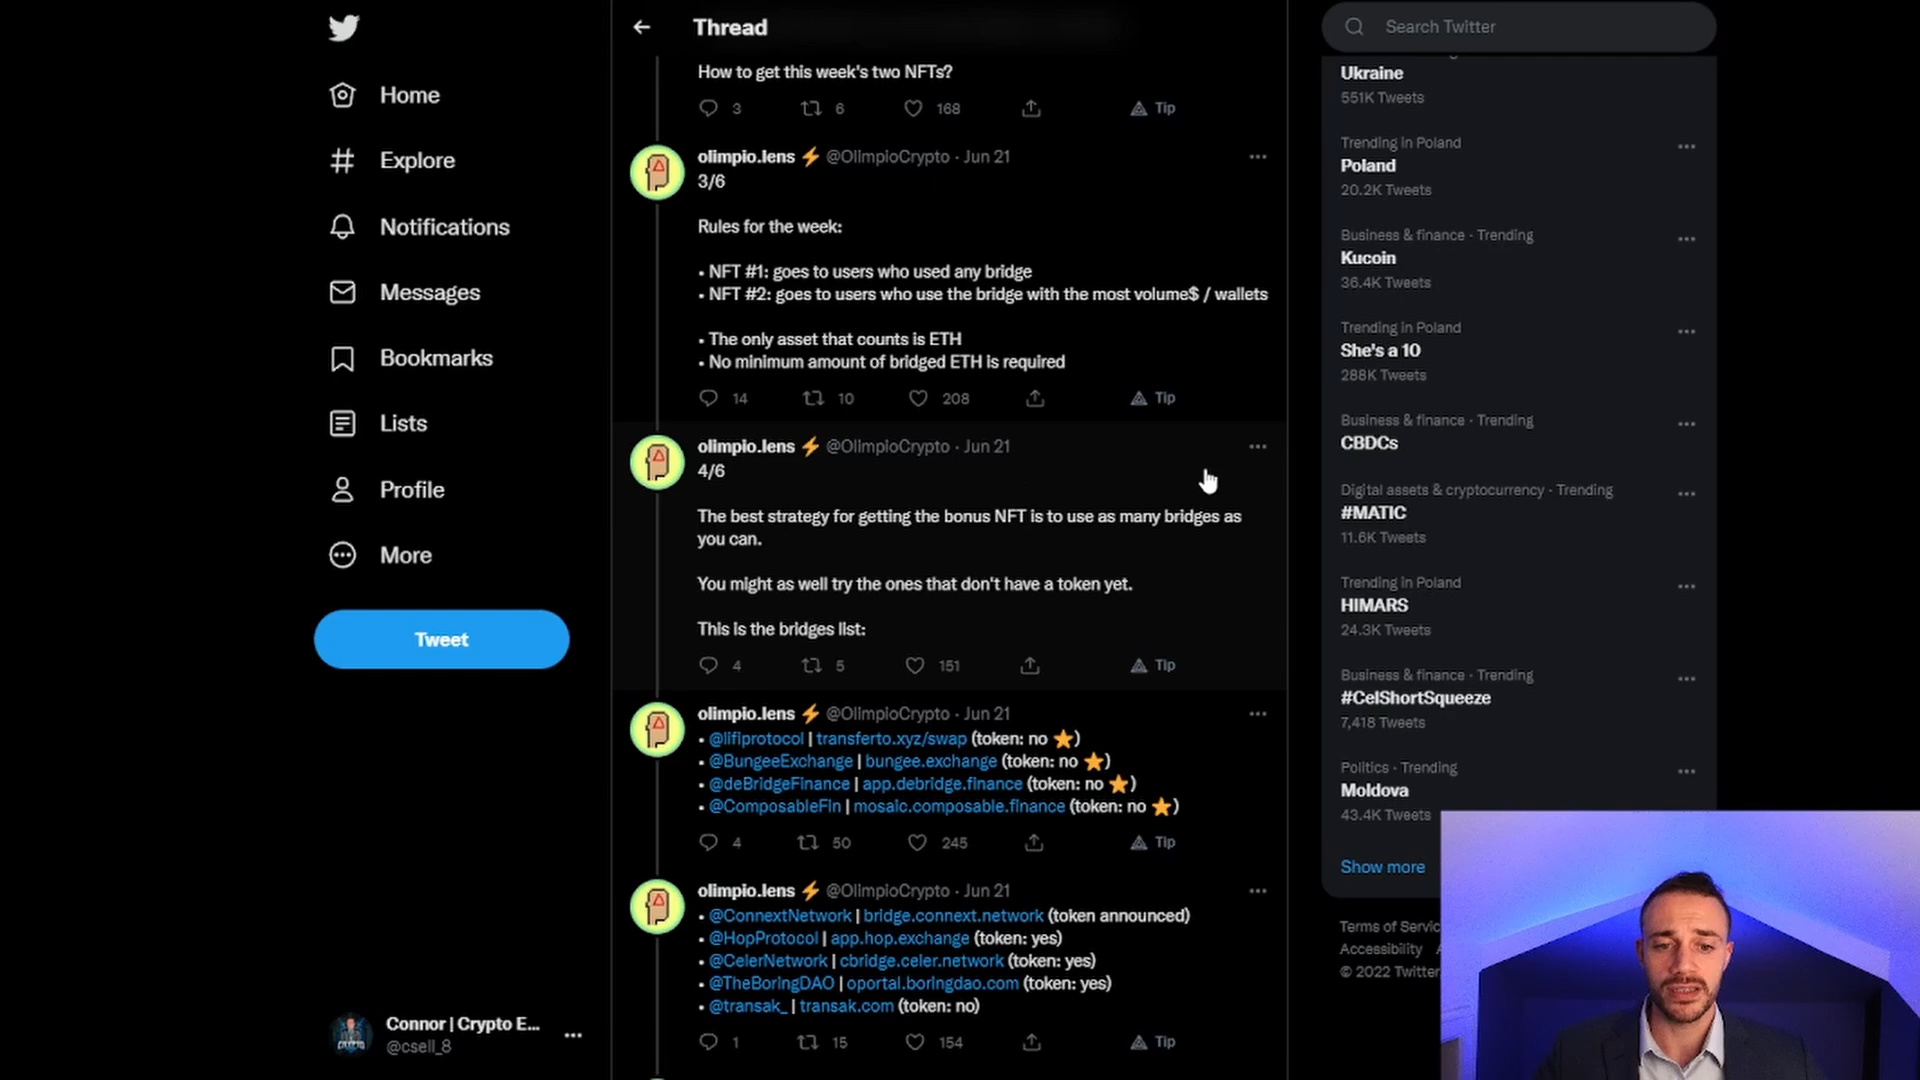 Home
Explore
Notifications
Messages
Bookmarks
Lists
Profile
More
Tweet
Connor | Crypto E...
@csell_8
Thread
How to get this week's two NFTs?
3 6 168 Tip
olimpio.lens ⚡ @OlimpioCrypto · Jun 21
3/6
Rules for the week:
• NFT #1: goes to users who used any bridge
• NFT #2: goes to users who use the bridge with the most volume$ / wallets
• The only asset that counts is ETH
• No minimum amount of bridged ETH is required
14 10 208 Tip
olimpio.lens ⚡ @OlimpioCrypto · Jun 21
4/6
The best strategy for getting the bonus NFT is to use as many bridges as
you can.
You might as well try the ones that don't have a token yet.
This is the bridges list:
4 5 151 Tip
olimpio.lens ⚡ @OlimpioCrypto · Jun 21
• @lifiprotocol | transferto.xyz/swap (token: no ⭐)
• @BungeeExchange | bungee.exchange (token: no ⭐)
• @deBridgeFinance | app.debridge.finance (token: no ⭐)
• @ComposableFin | mosaic.composable.finance (token: no ⭐)
4 50 245 Tip
olimpio.lens ⚡ @OlimpioCrypto · Jun 21
• @ConnextNetwork | bridge.connext.network (token announced)
• @HopProtocol | app.hop.exchange (token: yes)
• @CelerNetwork | cbridge.celer.network (token: yes)
• @TheBoringDAO | oportal.boringdao.com (token: yes)
• @transak_ | transak.com (token: no)
1 15 154 Tip
Search Twitter
Ukraine
551K Tweets
Trending in Poland
Poland
20.2K Tweets
Business & finance · Trending
Kucoin
36.4K Tweets
Trending in Poland
She's a 10
288K Tweets
Business & finance · Trending
CBDCs
Digital assets & cryptocurrency · Trending
#MATIC
11.6K Tweets
Trending in Poland
HIMARS
24.3K Tweets
Business & finance · Trending
#CelShortSqueeze
7,418 Tweets
Politics · Trending
Moldova
43.4K Tweets
Show more
Terms of Servic
Accessibility
© 2022 Twitter